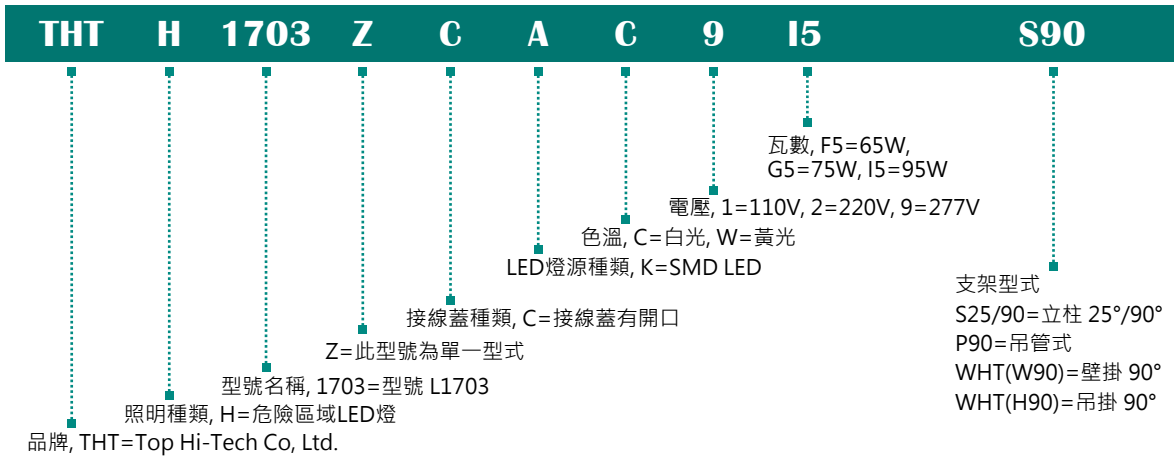 THT H 1703 Z C A C 9 I5 S90
瓦數, F5=65W,
G5=75W, I5=95W
電壓, 1=110V, 2=220V, 9=277V
色溫, C=白光, W=黃光
LED燈源種類, K=SMD LED
接線蓋種類, C=接線蓋有開口
Z=此型號為單一型式
型號名稱, 1703=型號 L1703
照明種類, H=危險區域LED燈
品牌, THT=Top Hi-Tech Co, Ltd.
支架型式
S25/90=立柱 25°/90°
P90=吊管式
WHT(W90)=壁掛 90°
WHT(H90)=吊掛 90°